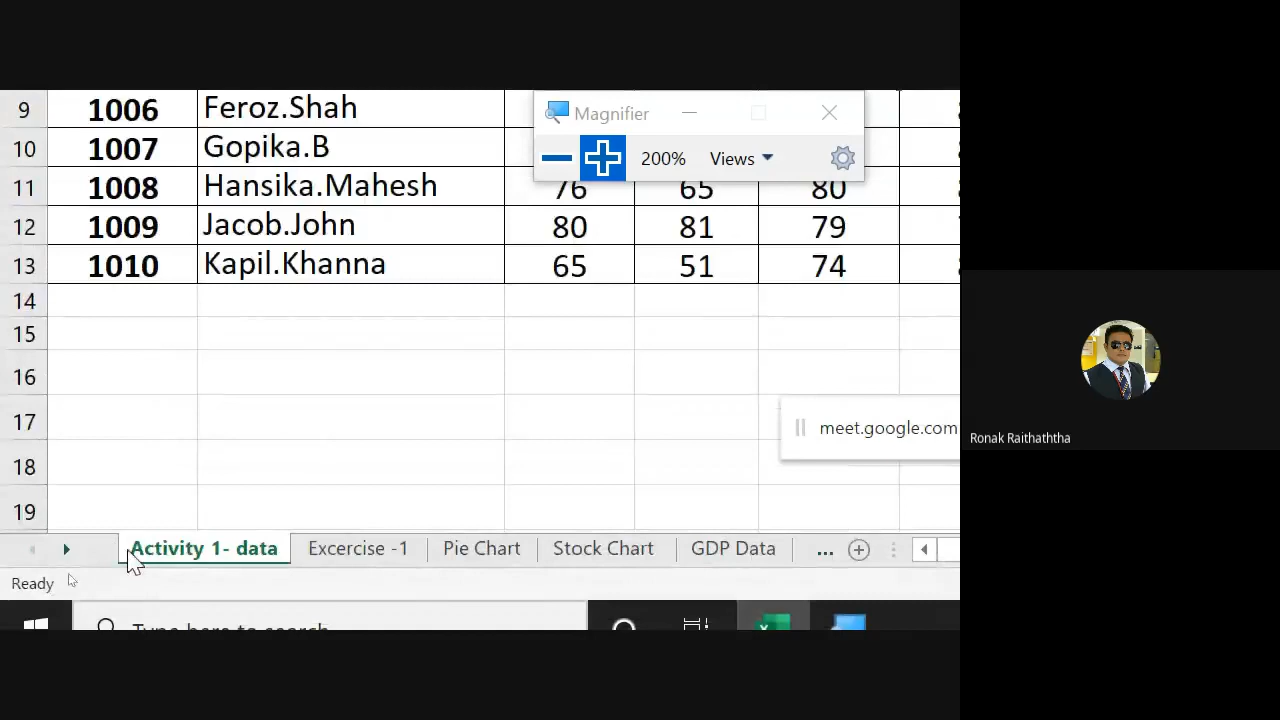 9 1006 Feroz.Shah
Magnifier
10 1007 Gopika.B
200% Views
11 1008 Hansika.Mahesh 76 65 80
12 1009 Jacob.John 80 81 79
13 1010 Kapil.Khanna 65 51 74
14
15
16
17
meet.google.com
Ronak Raithaththa
18
19
Activity 1- data Excercise -1 Pie Chart Stock Chart GDP Data ...
Ready
Type here to search